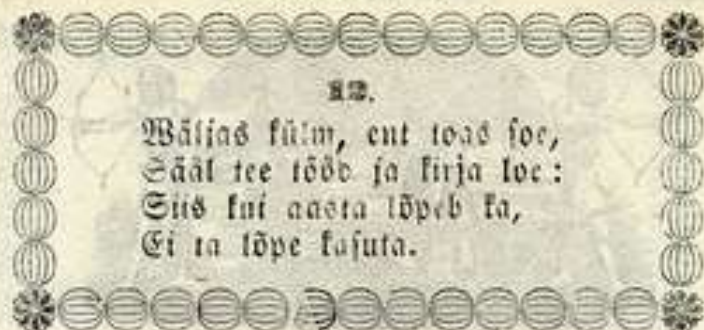 12.
Wäljas külm, ent toas soe,
Sääl tee tööd ja kirja loe:
Siis kui aasta lõpeb ka,
Ei ta lõpe kasuta.